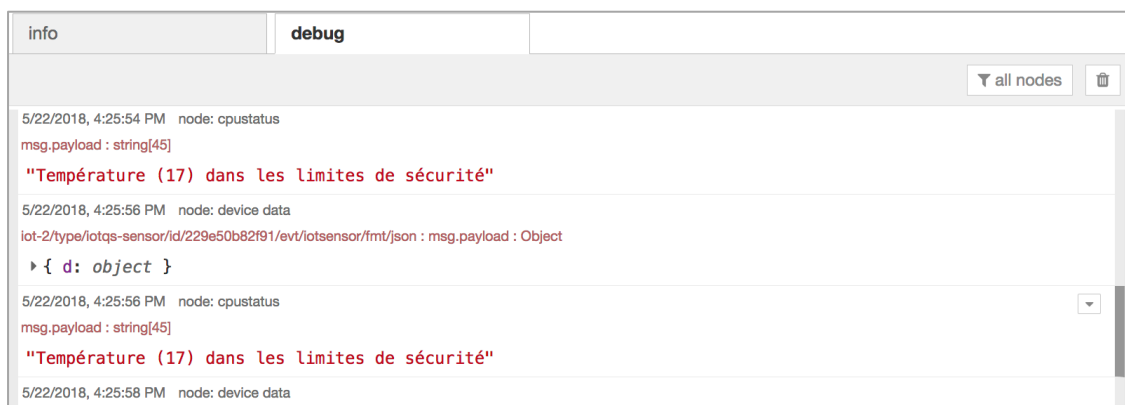 info debug
all nodes
5/22/2018, 4:25:54 PM node: cpustatus
msg.payload : string[45]
"Température (17) dans les limites de sécurité"
5/22/2018, 4:25:56 PM node: device data
iot-2/type/iotqs-sensor/id/229e50b82f91/evt/iotsensor/fmt/json : msg.payload : Object
{ d: object }
5/22/2018, 4:25:56 PM node: cpustatus
msg.payload : string[45]
"Température (17) dans les limites de sécurité"
5/22/2018, 4:25:58 PM node: device data